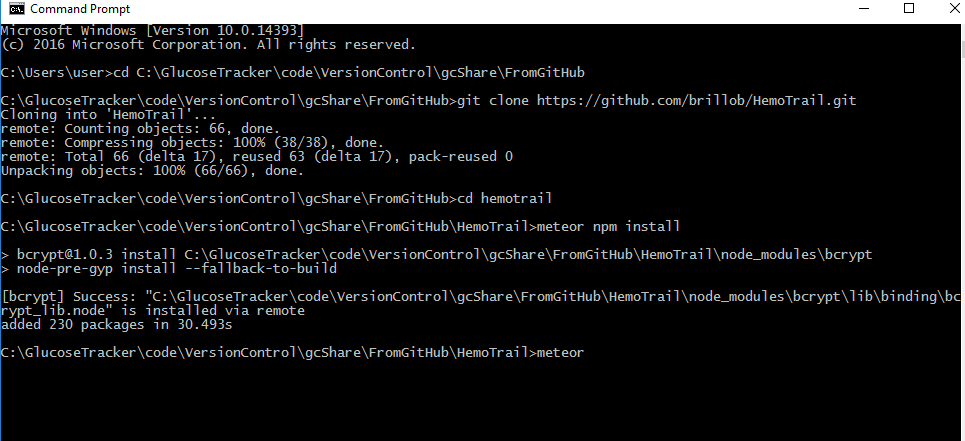 Command Prompt
Microsoft Windows [Version 10.0.14393]
(c) 2016 Microsoft Corporation. All rights reserved.
C:\Users\user>cd C:\GlucoseTracker\code\VersionControl\gcShare\FromGitHub
C:\GlucoseTracker\code\VersionControl\gcShare\FromGitHub>git clone https://github.com/brillob/HemoTrail.git
Cloning into 'HemoTrail'...
remote: Counting objects: 66, done.
remote: Compressing objects: 100% (38/38), done.
remote: Total 66 (delta 17), reused 63 (delta 17), pack-reused 0
Unpacking objects: 100% (66/66), done.
C:\GlucoseTracker\code\VersionControl\gcShare\FromGitHub>cd hemotrail
C:\GlucoseTracker\code\VersionControl\gcShare\FromGitHub\HemoTrail>meteor npm install
> bcrypt@1.0.3 install C:\GlucoseTracker\code\VersionControl\gcShare\FromGitHub\HemoTrail\node_modules\bcrypt
> node-pre-gyp install --fallback-to-build
[bcrypt] Success: "C:\GlucoseTracker\code\VersionControl\gcShare\FromGitHub\HemoTrail\node_modules\bcrypt\lib\binding\bc
rypt_lib.node" is installed via remote
added 230 packages in 30.493s
C:\GlucoseTracker\code\VersionControl\gcShare\FromGitHub\HemoTrail>meteor